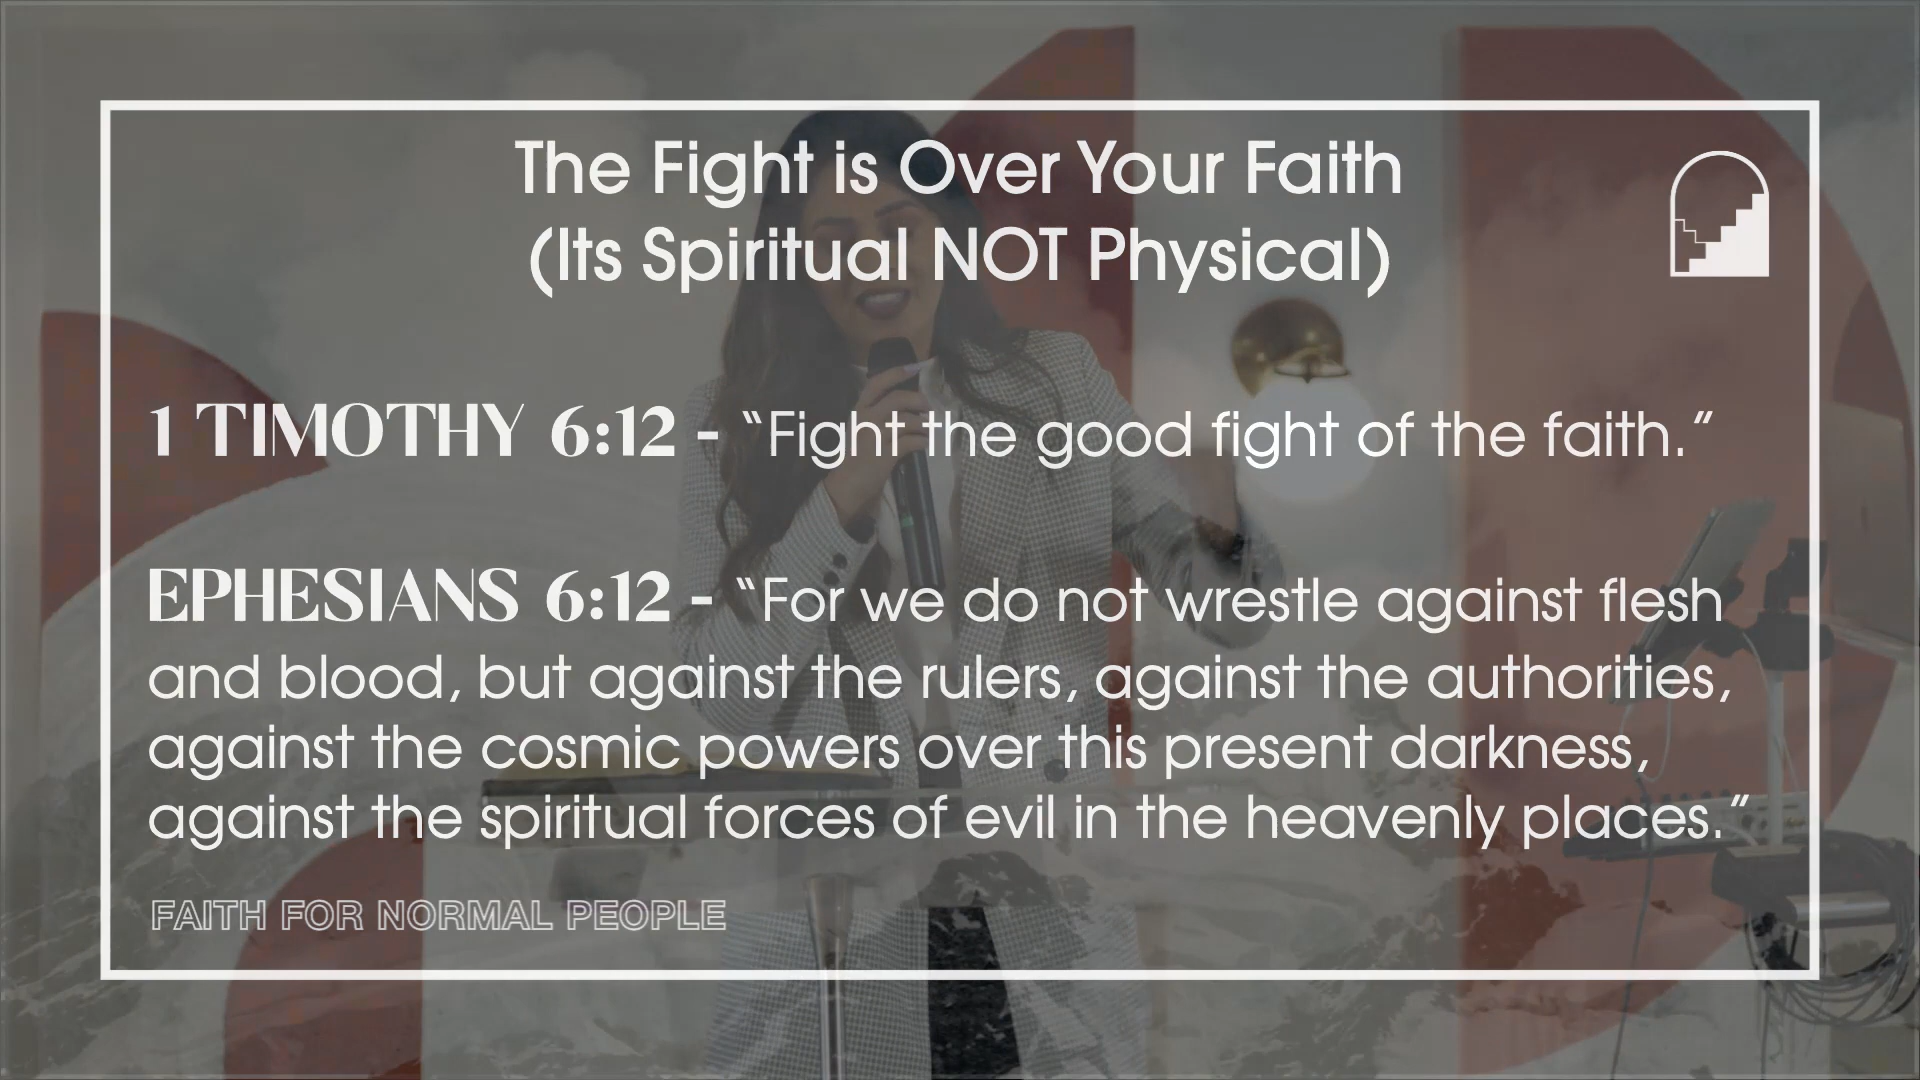 The Fight is Over Your Faith
(Its Spiritual NOT Physical)
1 TIMOTHY 6:12 - “Fight the good fight of the faith.”
EPHESIANS 6:12 - “For we do not wrestle against flesh
and blood, but against the rulers, against the authorities,
against the cosmic powers over this present darkness,
against the spiritual forces of evil in the heavenly places.”
FAITH FOR NORMAL PEOPLE